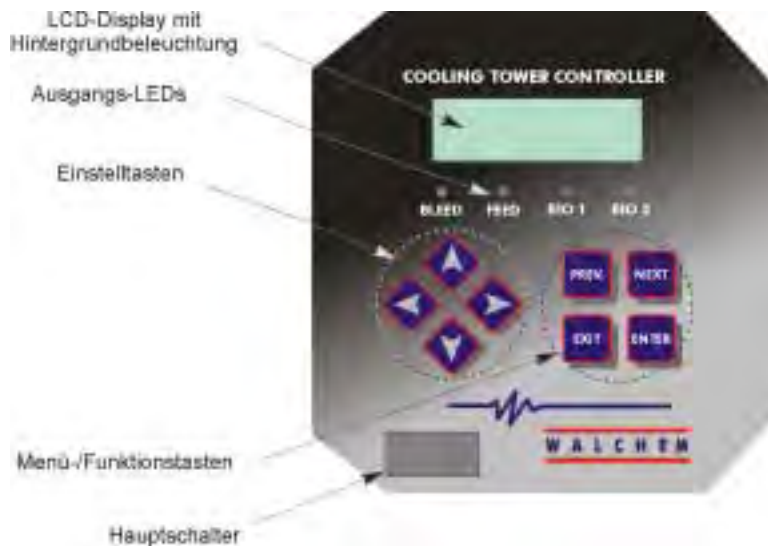 LCD-Display mit
Hintergrundbeleuchtung
COOLING TOWER CONTROLLER
Ausgangs-LEDs
Einstelltasten
BLEED FEED BIO 1 BIO 2
PREV. NEXT
EXIT ENTER
Menü-/Funktionstasten
WALCHEM
Hauptschalter